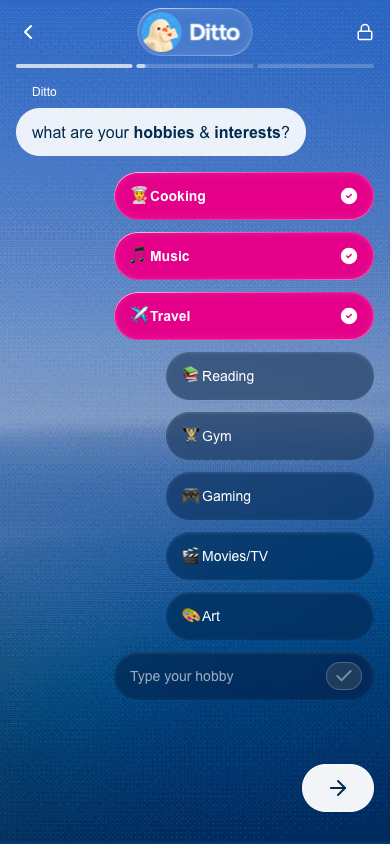 Ditto
Ditto
what are your hobbies & interests?
Cooking
Music
Travel
Reading
Gym
Gaming
Movies/TV
Art
Type your hobby